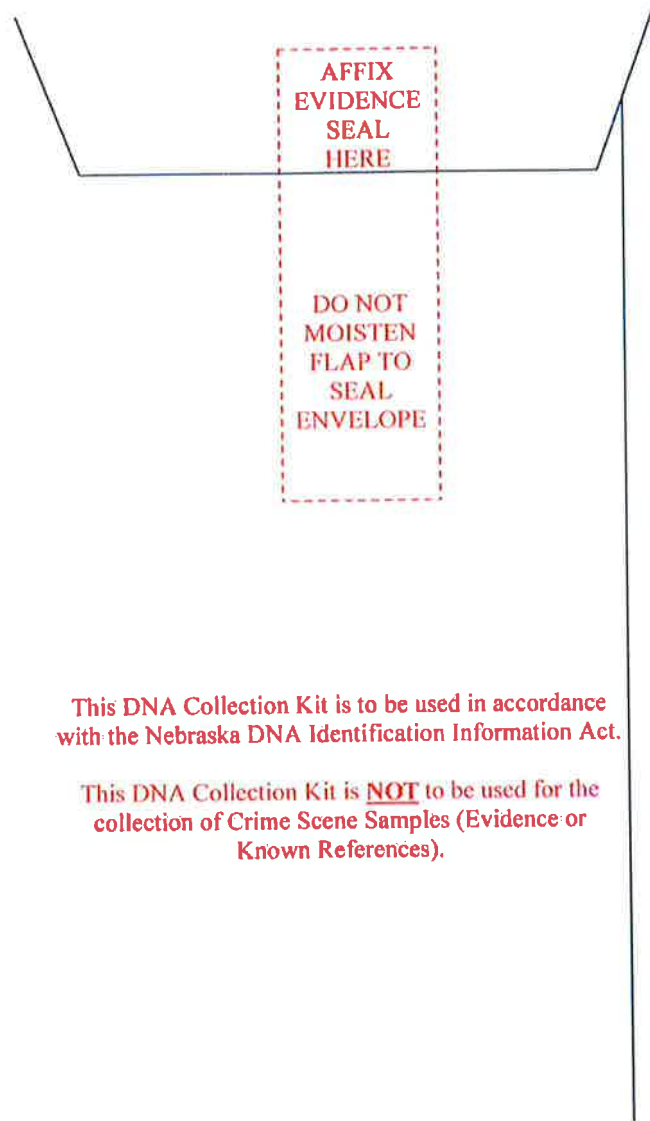 AFFIX
EVIDENCE
SEAL
HERE
DO NOT
MOISTEN
FLAP TO
SEAL
ENVELOPE
This DNA Collection Kit is to be used in accordance
with the Nebraska DNA Identification Information Act.
This DNA Collection Kit is NOT to be used for the
collection of Crime Scene Samples (Evidence or
Known References).